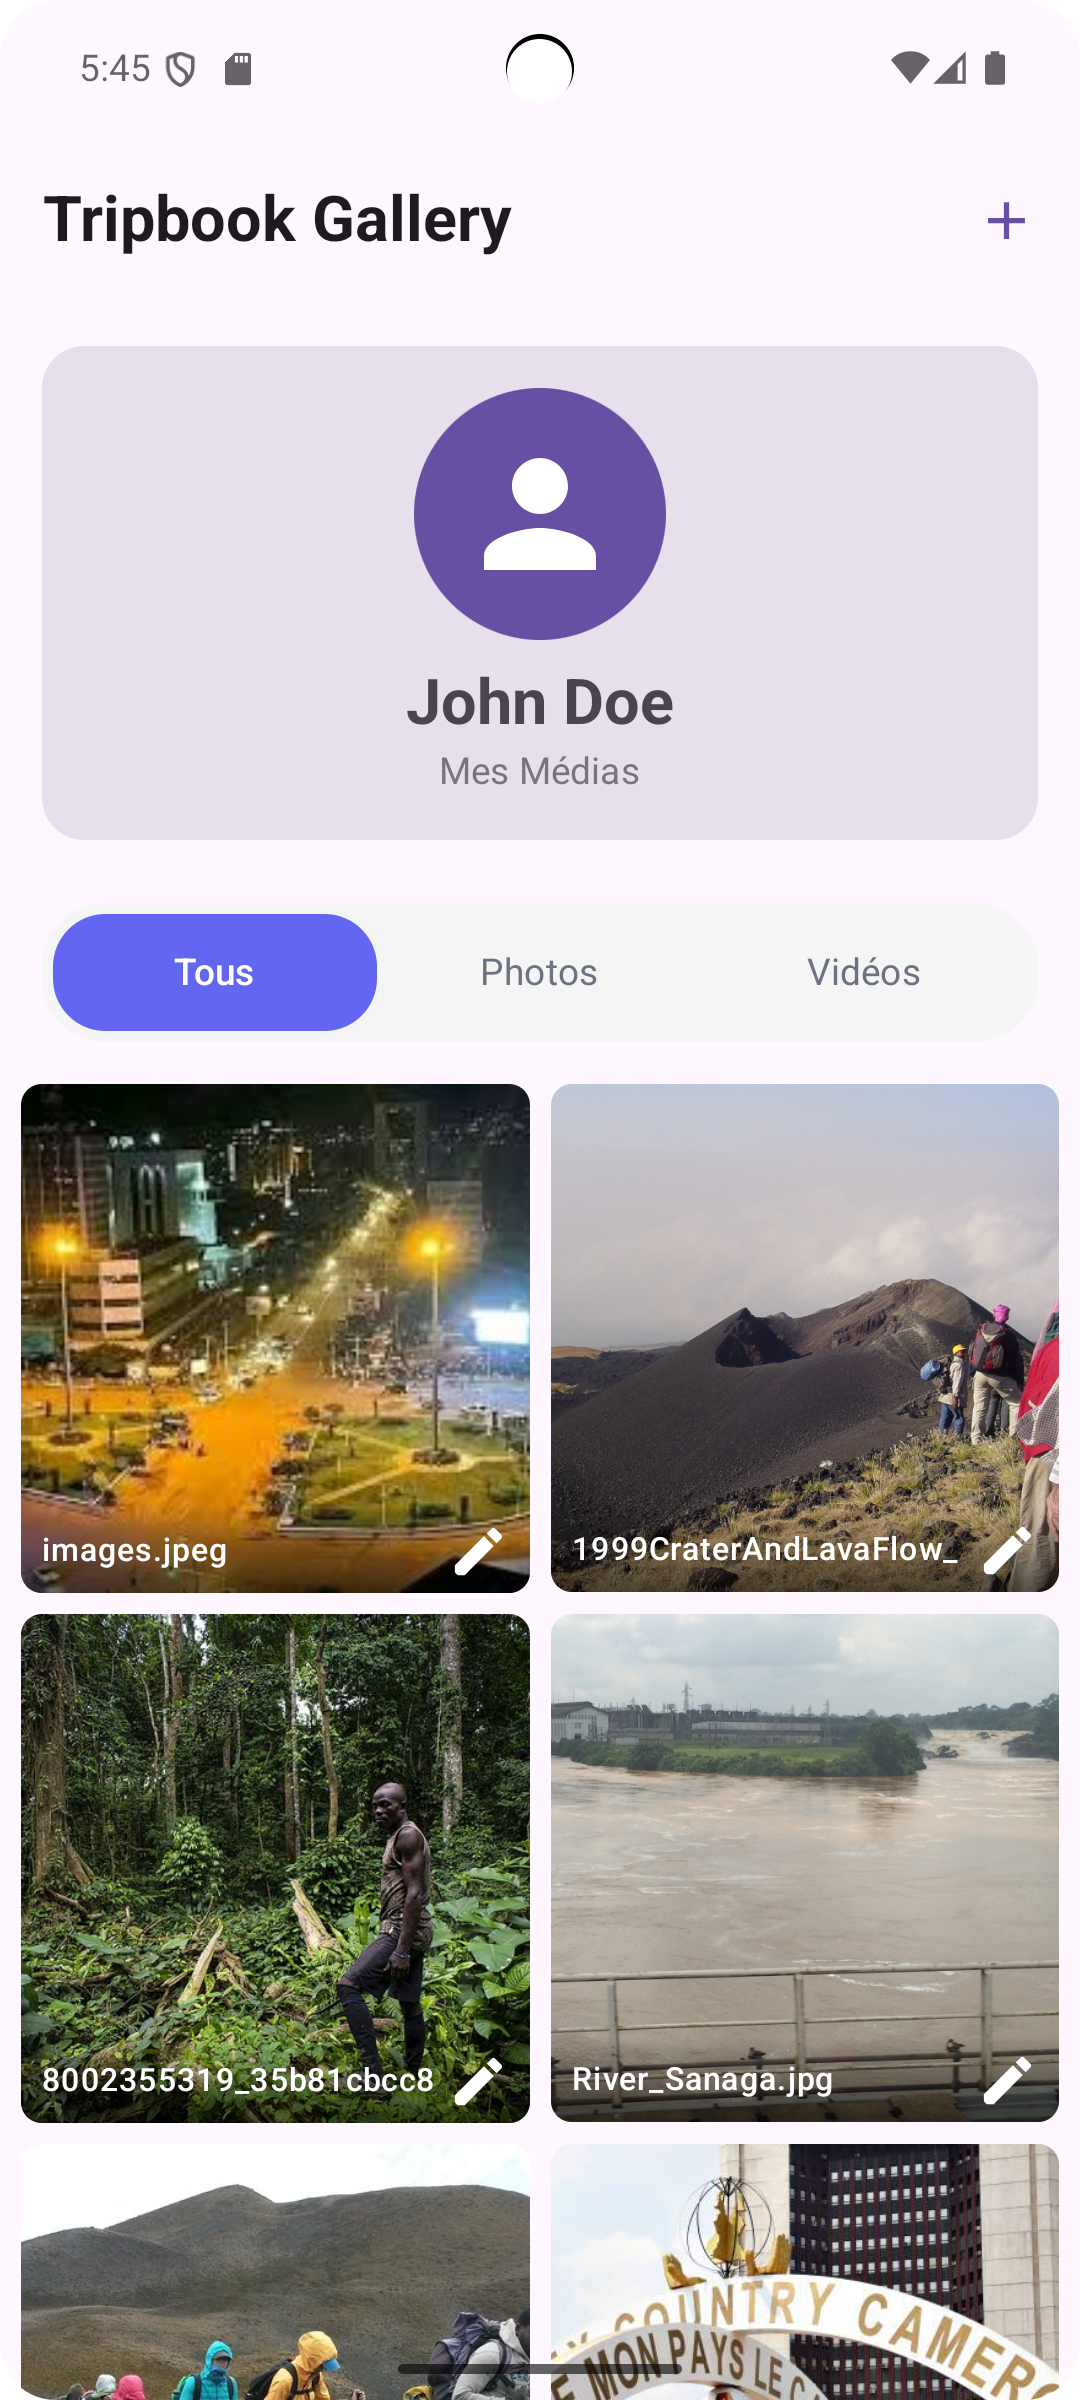 5:45
Tripbook Gallery
John Doe
Mes Médias
Tous
Photos
Vidéos
images.jpeg
1999CraterAndLavaFlow_
8002355319_35b81cbcc8
River_Sanaga.jpg
COUNTRY CAMERO
MON PAYS LE C